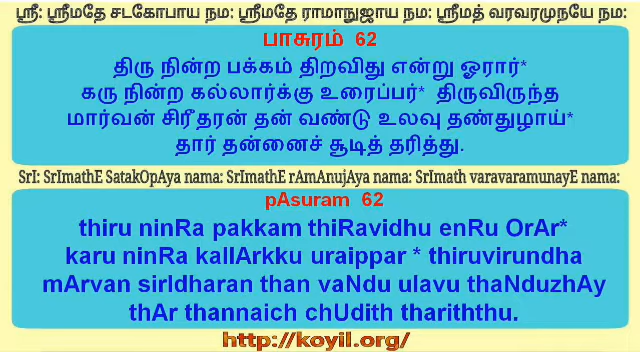 ஸ்ரீ: ஸ்ரீமதே சடகோபாய நம: ஸ்ரீமதே ராமாநுஜாய நம: ஸ்ரீமத் வரவரமுநயே நம:
பாசுரம் 62
திரு நின்ற பக்கம் திறவிது என்று ஓரார்*
கரு நின்ற கல்லார்க்கு உரைப்பர்* திருவிருந்த
மார்வன் சிரீதரன் தன் வண்டு உலவு தண்துழாய்*
தார் தன்னைச் சூடித் தரித்து.
SrI: SrImathE SatakOpAya nama: SrImathE rAmAnujAya nama: SrImath varavaramunayE nama:
pAsuram 62
thiru ninRa pakkam thiRavidhu enRu OrAr*
karu ninRa kallArkku uraippar * thiruvirundha
mArvan sirIdharan than vaNdu ulavu thaNduzhAy
thAr thannaich chUdith thariththu.
http://koyil.org/